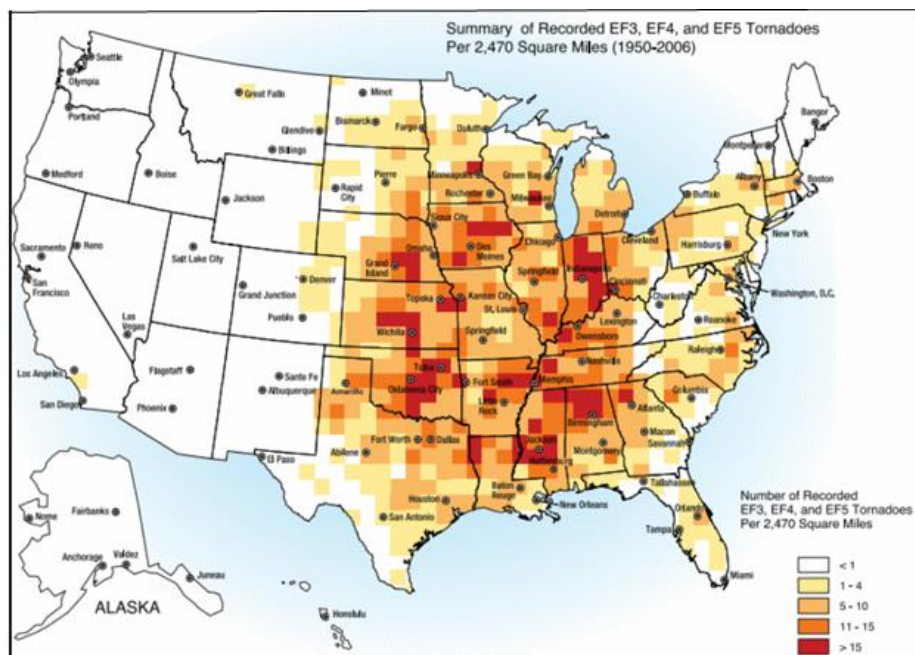 Summary of Recorded EF3, EF4, and EF5 Tornadoes
Per 2,470 Square Miles (1950-2006)
Seattle
Olympia
Portland
Great Falls
Minot
Glendive
Bismarck
Fargo
Duluth
Billings
Bangor
Montpelier
Medford
Boise
Jackson
Rapid
City
Pierre
Minneapolis
Rochester
Green Bay
Milwaukee
Buffalo
Albany
Boston
Sioux City
Detroit
Cleveland
New York
Sacramento
Reno
Salt Lake City
San
Francisco
Omaha
Grand
Island
Des
Moines
Chicago
Harrisburg
Denver
Grand Junction
Pueblo
Springfield
Indianapolis
Cincinnati
Charleston
Washington, D.C.
Topeka
Kansas City
St. Louis
Lexington
Roanoke
Las
Vegas
Wichita
Springfield
Owensboro
Raleigh
Nashville
Los Angeles
Flagstaff
Santa Fe
Albuquerque
Amarillo
Tulsa
Oklahoma City
Fort Smith
Memphis
Little
Rock
Columbia
San Diego
Phoenix
Atlanta
Birmingham
Macon
Savannah
Fort Worth
Dallas
Abilene
Jackson
Hattiesburg
Montgomery
El Paso
Tallahassee
Baton
Rouge
New Orleans
Houston
San Antonio
Orlando
Tampa
Miami
Nome
Fairbanks
Anchorage
Valdez
Juneau
ALASKA
Honolulu
Number of Recorded
EF3, EF4, and EF5 Tornadoes
Per 2,470 Square Miles
< 1
1 - 4
5 - 10
11 - 15
> 15